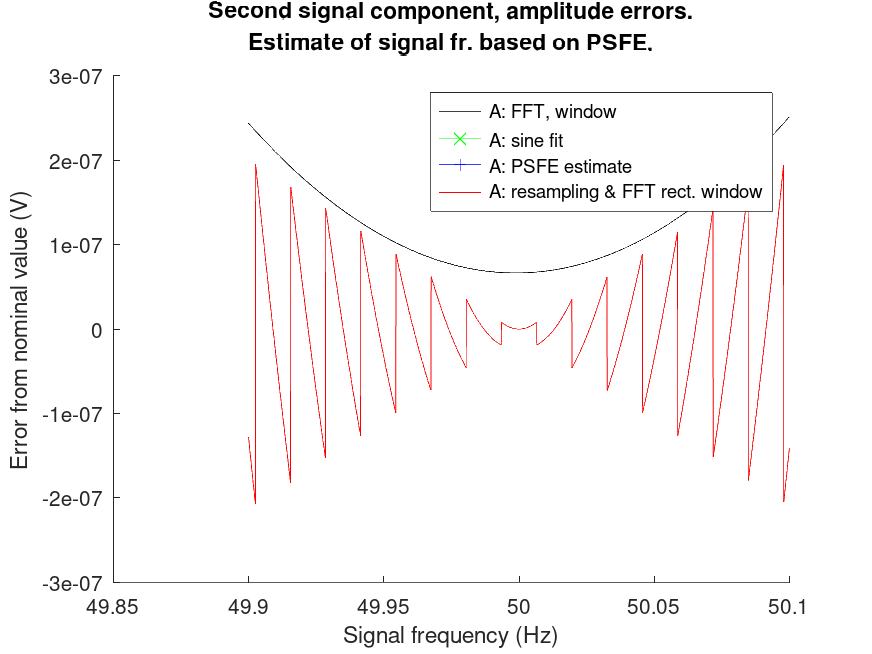 Second signal component, amplitude errors.
Estimate of signal fr. based on PSFE.
3e-07
2e-07
1e-07
0
-1e-07
-2e-07
-3e-07
Error from nominal value (V)
A: FFT, window
A: sine fit
A: PSFE estimate
A: resampling & FFT rect. window
49.85
49.9
49.95
50
50.05
50.1
Signal frequency (Hz)